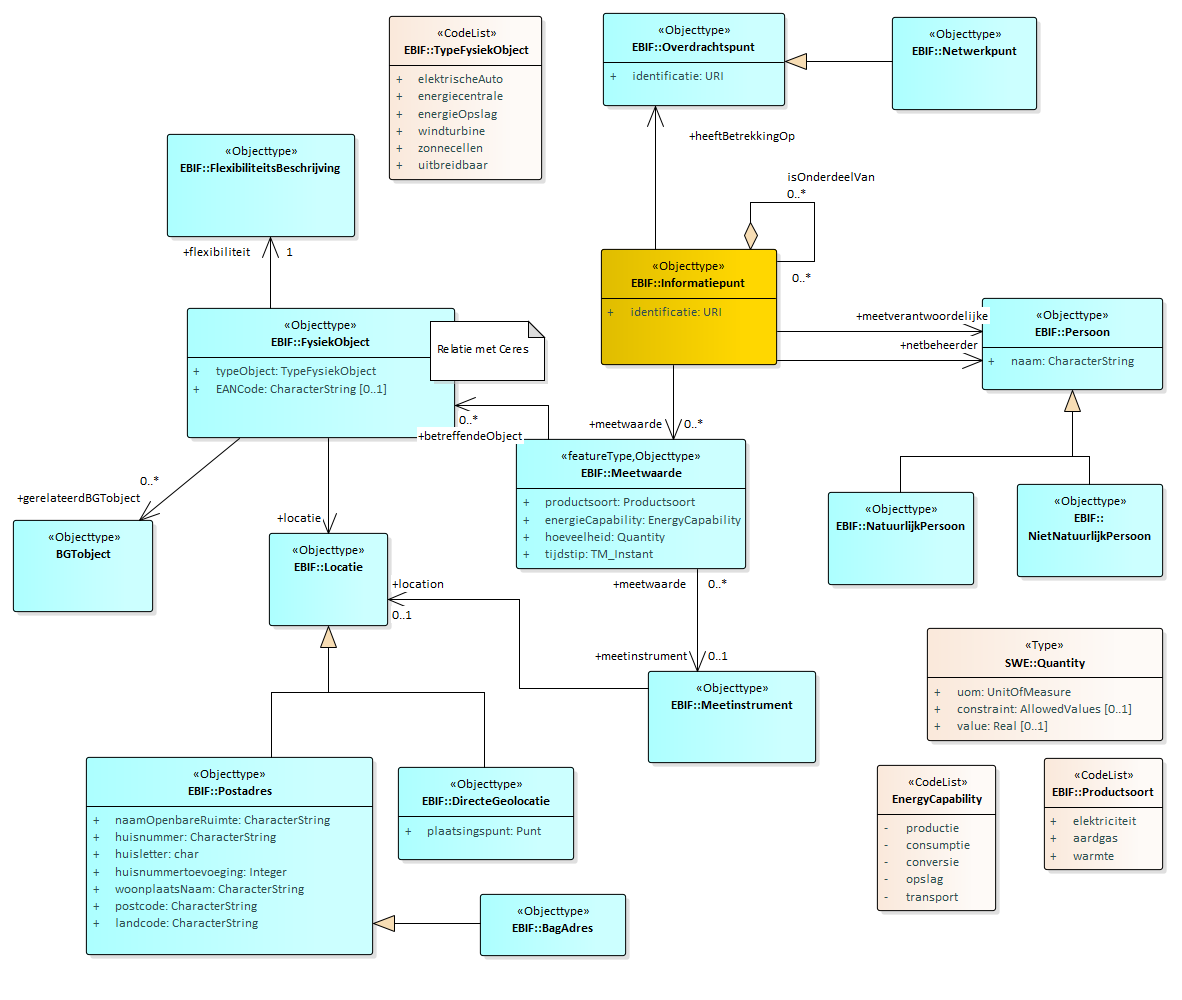 «CodeList»
EBIF::TypeFysiekObject
+ elektrischeAuto
+ energiecentrale
+ energieOpslag
+ windturbine
+ zonnecellen
+ uitbreidbaar
«Objecttype»
EBIF::Overdrachtspunt
+ identificatie: URI
«Objecttype»
EBIF::Netwerkpunt
+heeftBetrekkingOp
«Objecttype»
EBIF::FlexibiliteitsBeschrijving
+flexibiliteit
1
isOnderdeelVan
0..*
0..*
«Objecttype»
EBIF::Informatiepunt
+ identificatie: URI
+meetverantwoordelijke
+netbeheerder
«Objecttype»
EBIF::Persoon
+ naam: CharacterString
«Objecttype»
EBIF::FysiekObject
+ typeObject: TypeFysiekObject
+ EANCode: CharacterString [0..1]
Relatie met Ceres
0..*
+betreffendeObject
+meetwaarde
0..*
«featureType,Objecttype»
EBIF::Meetwaarde
+ productsoort: Productsoort
+ energieCapability: EnergyCapability
+ hoeveelheid: Quantity
+ tijdstip: TM_Instant
0..*
+gerelateerdBGTobject
«Objecttype»
BGTobject
+locatie
«Objecttype»
EBIF::Locatie
+location
0..1
+meetwaarde
0..*
+meetinstrument
0..1
«Objecttype»
EBIF::Meetinstrument
«Objecttype»
EBIF::NatuurlijkPersoon
«Objecttype»
EBIF::
NietNatuurlijkPersoon
«Type»
SWE::Quantity
+ uom: UnitOfMeasure
+ constraint: AllowedValues [0..1]
+ value: Real [0..1]
«Objecttype»
EBIF::Postadres
+ naamOpenbareRuimte: CharacterString
+ huisnummer: CharacterString
+ huisletter: char
+ huisnummertoevoeging: Integer
+ woonplaatsNaam: CharacterString
+ postcode: CharacterString
+ landcode: CharacterString
«Objecttype»
EBIF::DirecteGeolocatie
+ plaatsingspunt: Punt
«Objecttype»
EBIF::BagAdres
«CodeList»
EnergyCapability
- productie
- consumptie
- conversie
- opslag
- transport
«CodeList»
EBIF::Productsoort
+ elektriciteit
+ aardgas
+ warmte